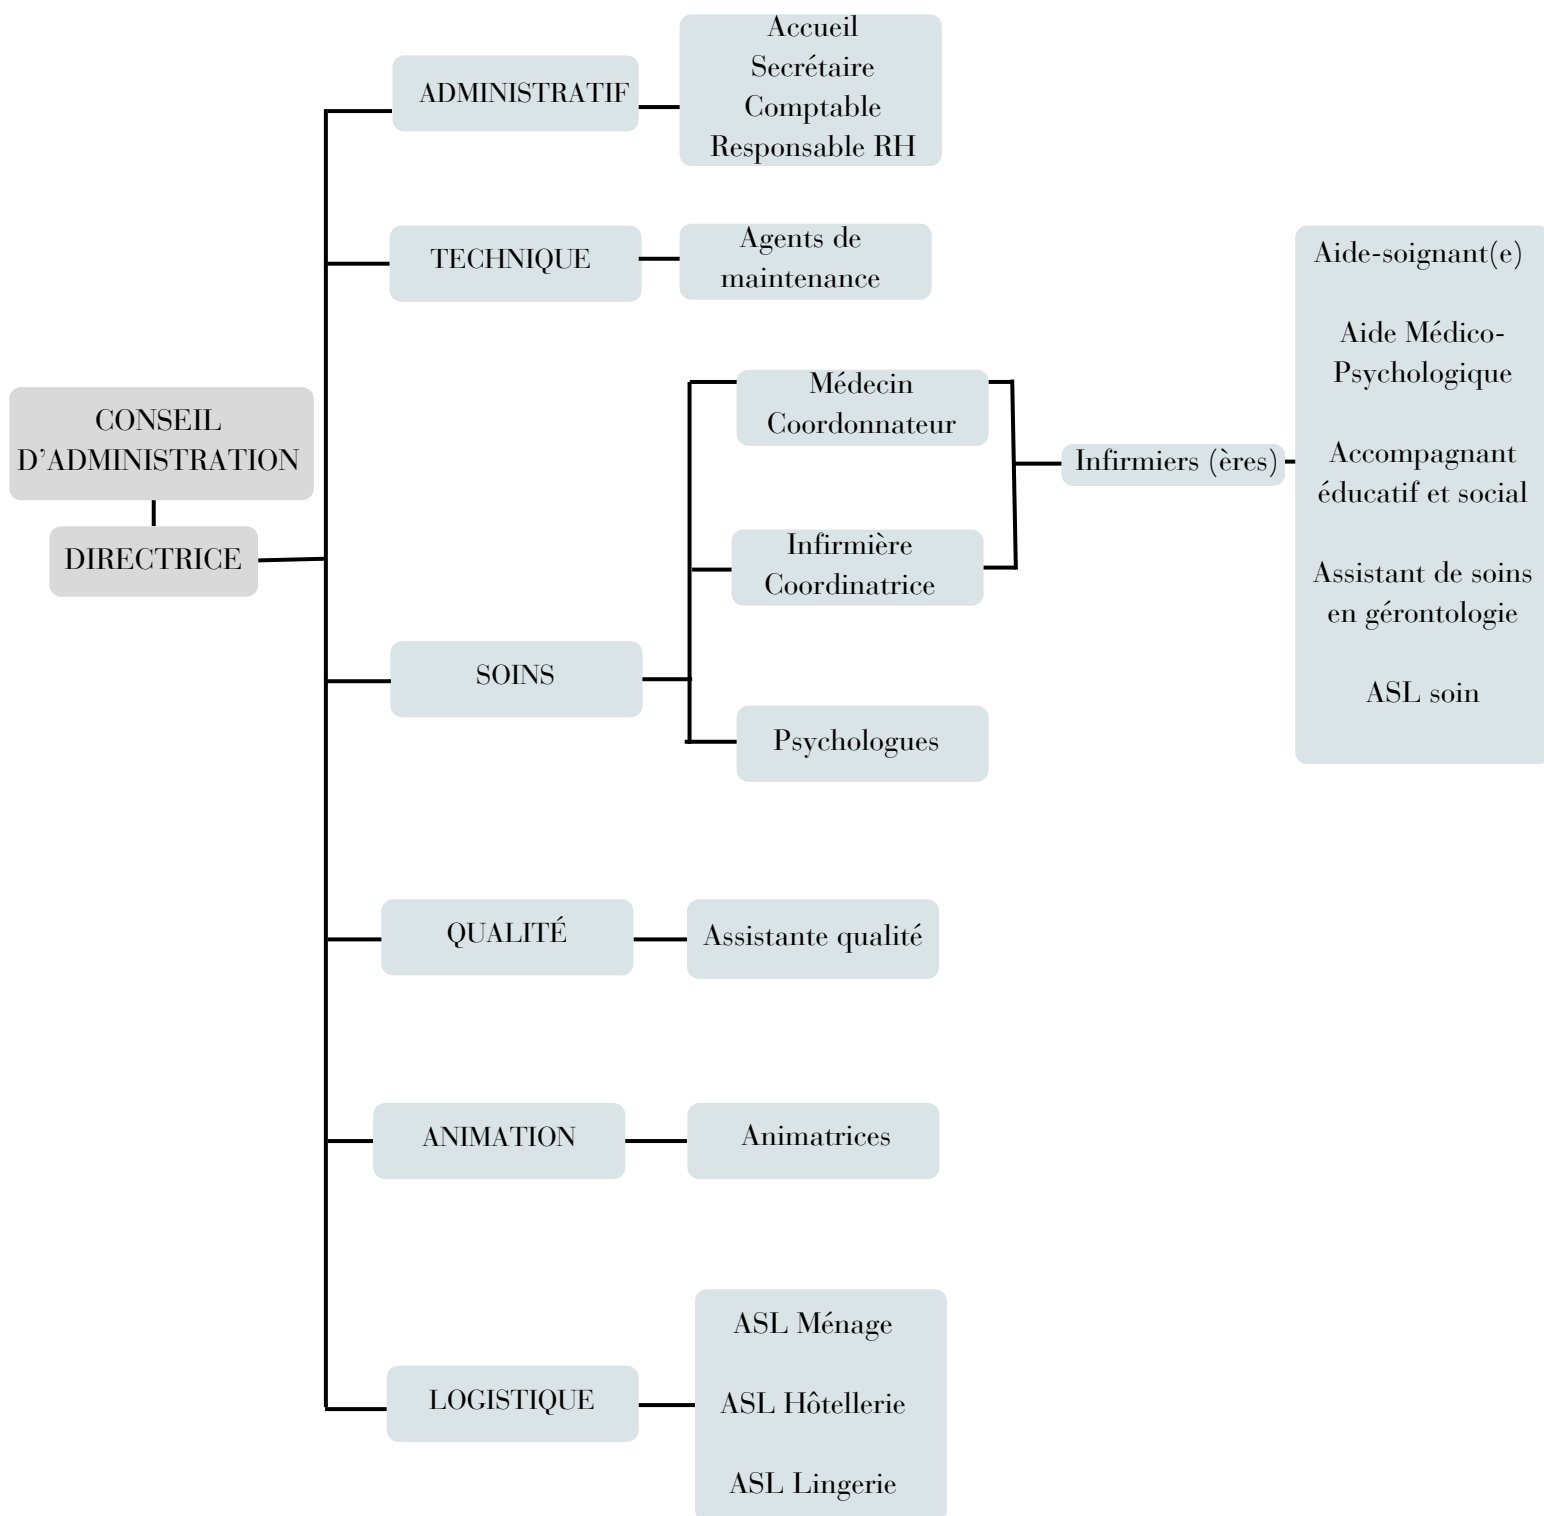 CONSEIL
D’ADMINISTRATION
DIRECTRICE
ADMINISTRATIF
Accueil
Secrétaire
Comptable
Responsable RH
TECHNIQUE
Agents de
maintenance
SOINS
Médecin
Coordonnateur
Infirmière
Coordinatrice
Psychologues
Infirmiers (ères)
Aide-soignant(e)
Aide Médico-
Psychologique
Accompagnant
éducatif et social
Assistant de soins
en gérontologie
ASL soin
QUALITÉ
Assistante qualité
ANIMATION
Animatrices
LOGISTIQUE
ASL Ménage
ASL Hôtellerie
ASL Lingerie